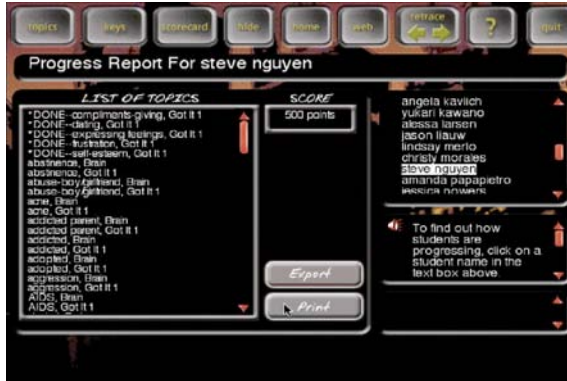 topics keys scorecard hide home web retrace ? quit
Progress Report For steve nguyen
LIST OF TOPICS
*DONE--compliments-giving, Got It 1
*DONE--dating, Got It 1
*DONE--expressing feelings, Got It 1
*DONE--frustration, Got It 1
*DONE--self-esteem, Got It 1
abstinence, Brain
abstinence, Got It 1
abuse-boy/girlfriend, Brain
abuse-boy/girlfriend, Got It 1
acne, Brain
acne, Got It 1
addicted parent, Brain
addicted parent, Got It 1
addicted, Brain
addicted, Got It 1
adopted, Brain
adopted, Got It 1
aggression, Brain
aggression, Got It 1
AIDS, Brain
AIDS, Got It 1
SCORE
500 points
Export
Print
angela kavlich
yukari kawano
alessa larsen
jason liauw
lindsay merlo
christy morales
steve nguyen
amanda papapietro
jessica powers
To find out how
students are
progressing, click on a
student name in the
text box above.